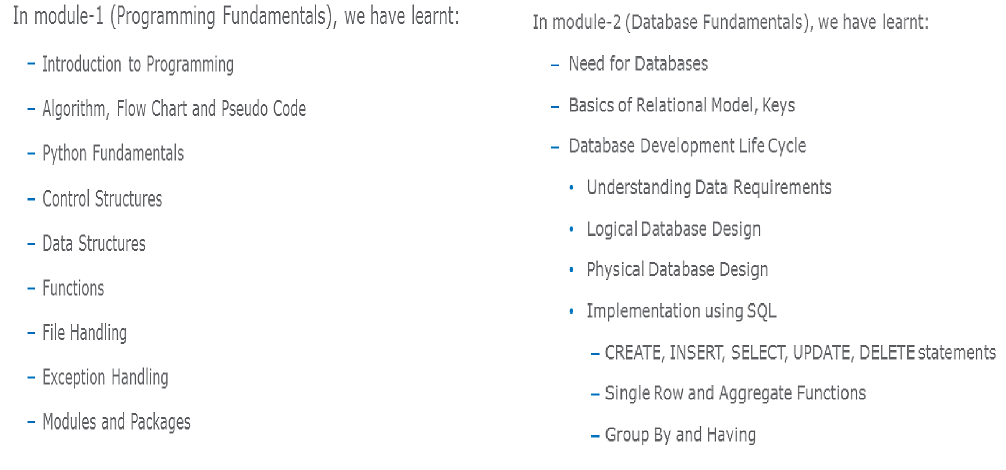 In module-1 (Programming Fundamentals), we have learnt:
– Introduction to Programming
– Algorithm, Flow Chart and Pseudo Code
– Python Fundamentals
– Control Structures
– Data Structures
– Functions
– File Handling
– Exception Handling
– Modules and Packages
In module-2 (Database Fundamentals), we have learnt:
– Need for Databases
– Basics of Relational Model, Keys
– Database Development Life Cycle
• Understanding Data Requirements
• Logical Database Design
• Physical Database Design
• Implementation using SQL
– CREATE, INSERT, SELECT, UPDATE, DELETE statements
– Single Row and Aggregate Functions
– Group By and Having